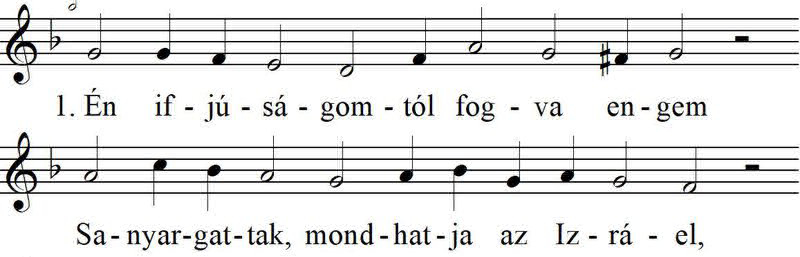 1. Én if - jú - sá - gom - tól fog - va en - gem
Sa - nyar - gat - tak, mond - hat - ja az Iz - rá - el,